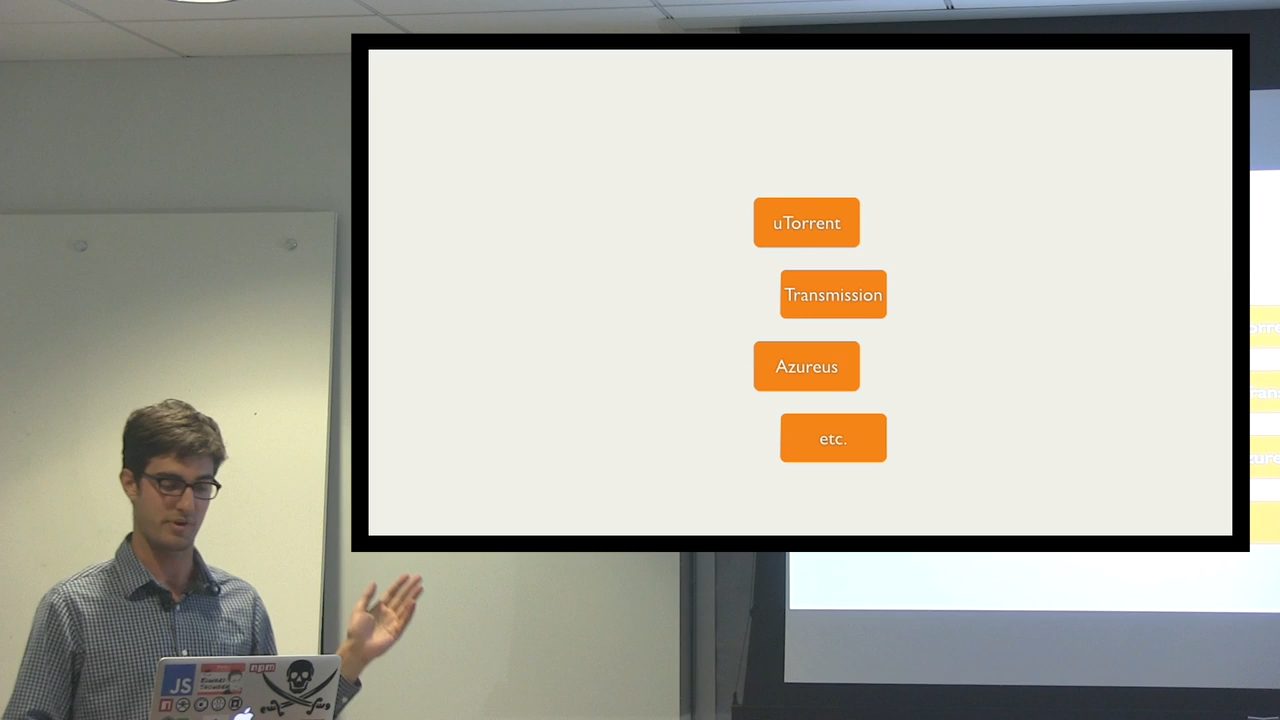 uTorrent
Transmission
Azureus
etc.
JS
npm